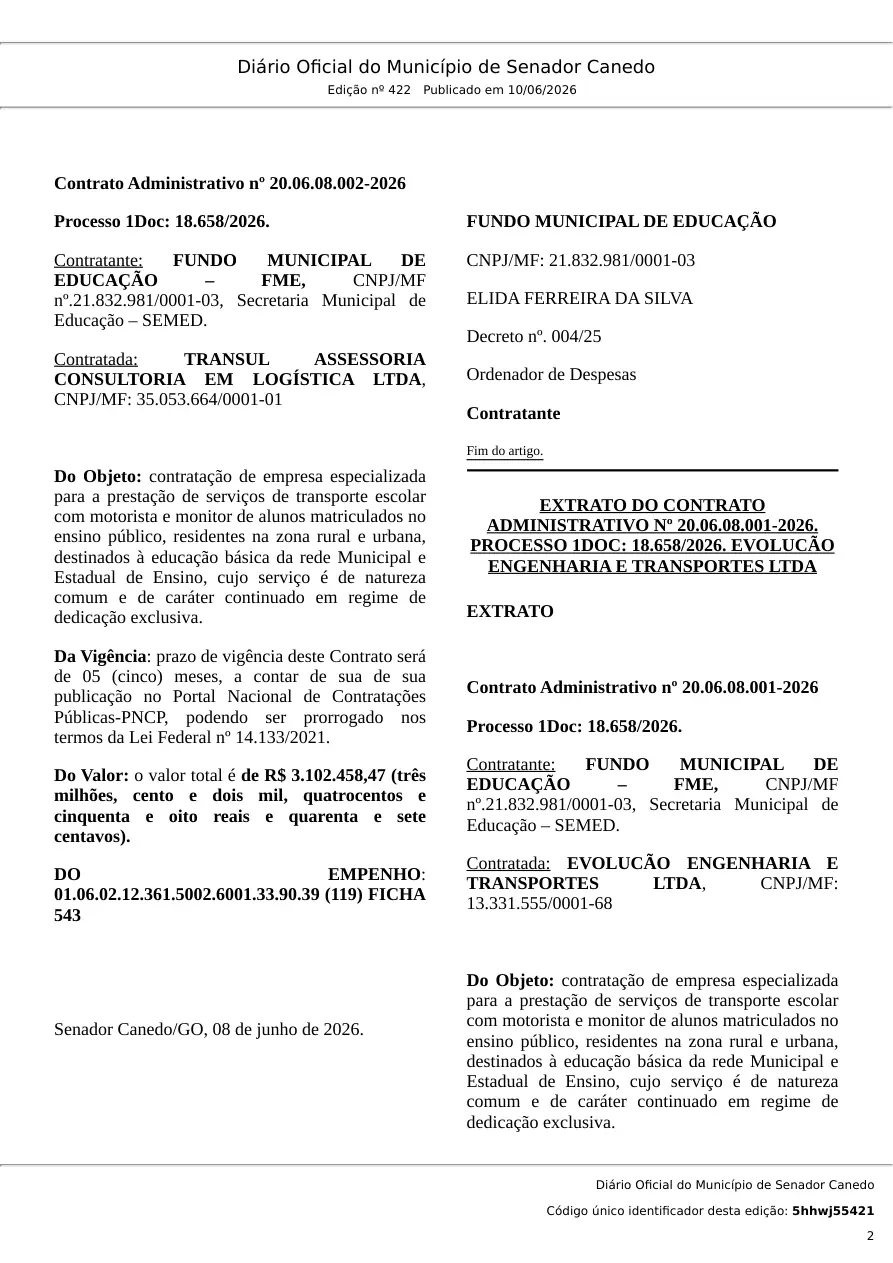 Diário Oficial do Município de Senador Canedo
Edição nº 422 Publicado em 10/06/2026
Contrato Administrativo nº 20.06.08.002-2026
Processo 1Doc: 18.658/2026.
Contratante: FUNDO MUNICIPAL DE
EDUCAÇÃO – FME, CNPJ/MF
nº.21.832.981/0001-03, Secretaria Municipal de
Educação – SEMED.
Contratada: TRANSUL ASSESSORIA
CONSULTORIA EM LOGÍSTICA LTDA,
CNPJ/MF: 35.053.664/0001-01
Do Objeto: contratação de empresa especializada
para a prestação de serviços de transporte escolar
com motorista e monitor de alunos matriculados no
ensino público, residentes na zona rural e urbana,
destinados à educação básica da rede Municipal e
Estadual de Ensino, cujo serviço é de natureza
comum e de caráter continuado em regime de
dedicação exclusiva.
Da Vigência: prazo de vigência deste Contrato será
de 05 (cinco) meses, a contar de sua de sua
publicação no Portal Nacional de Contratações
Públicas-PNCP, podendo ser prorrogado nos
termos da Lei Federal nº 14.133/2021.
Do Valor: o valor total é de R$ 3.102.458,47 (três
milhões, cento e dois mil, quatrocentos e
cinquenta e oito reais e quarenta e sete
centavos).
DO EMPENHO:
01.06.02.12.361.5002.6001.33.90.39 (119) FICHA
543
Senador Canedo/GO, 08 de junho de 2026.
FUNDO MUNICIPAL DE EDUCAÇÃO
CNPJ/MF: 21.832.981/0001-03
ELIDA FERREIRA DA SILVA
Decreto nº. 004/25
Ordenador de Despesas
Contratante
Fim do artigo.
EXTRATO DO CONTRATO
ADMINISTRATIVO Nº 20.06.08.001-2026.
PROCESSO 1DOC: 18.658/2026. EVOLUCÃO
ENGENHARIA E TRANSPORTES LTDA
EXTRATO
Contrato Administrativo nº 20.06.08.001-2026
Processo 1Doc: 18.658/2026.
Contratante: FUNDO MUNICIPAL DE
EDUCAÇÃO – FME, CNPJ/MF
nº.21.832.981/0001-03, Secretaria Municipal de
Educação – SEMED.
Contratada: EVOLUCÃO ENGENHARIA E
TRANSPORTES LTDA, CNPJ/MF:
13.331.555/0001-68
Do Objeto: contratação de empresa especializada
para a prestação de serviços de transporte escolar
com motorista e monitor de alunos matriculados no
ensino público, residentes na zona rural e urbana,
destinados à educação básica da rede Municipal e
Estadual de Ensino, cujo serviço é de natureza
comum e de caráter continuado em regime de
dedicação exclusiva.
Diário Oficial do Município de Senador Canedo
Código único identificador desta edição: 5hhwj55421
2